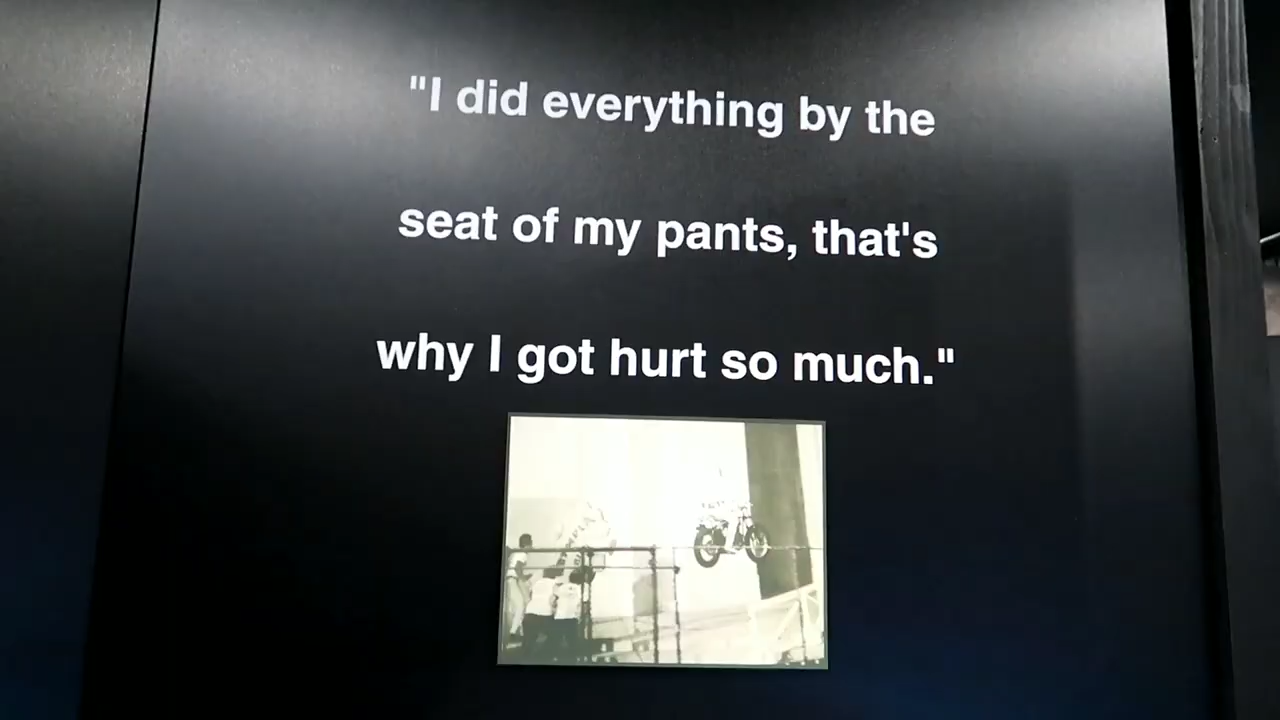 "I did everything by the
seat of my pants, that's
why I got hurt so much."